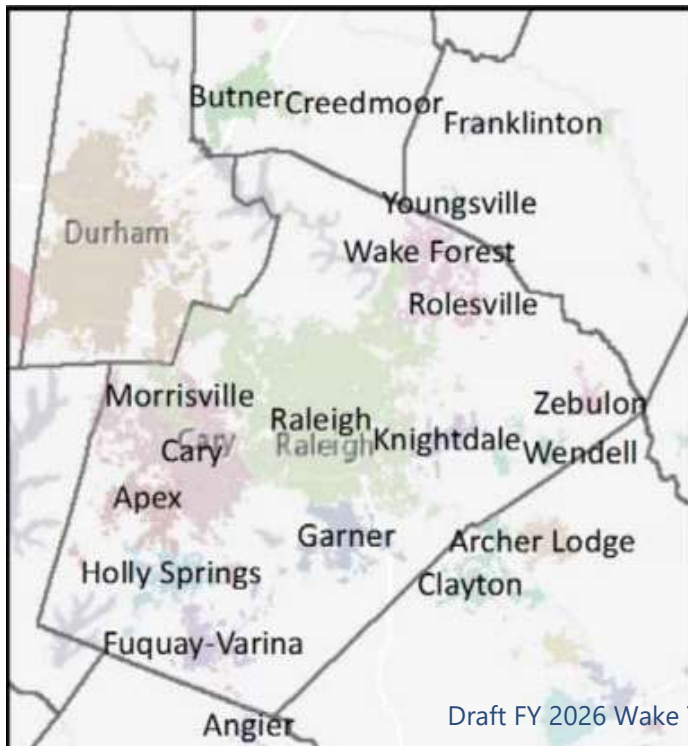 Butner Creedmoor
Franklinton
Youngsville
Durham
Wake Forest
Rolesville
Morrisville
Zebulon
Raleigh
Cary
Raleigh
Knightdale
Cary
Wendell
Apex
Garner
Archer Lodge
Holly Springs
Clayton
Fuquay-Varina
Angier
Draft FY 2026 Wake